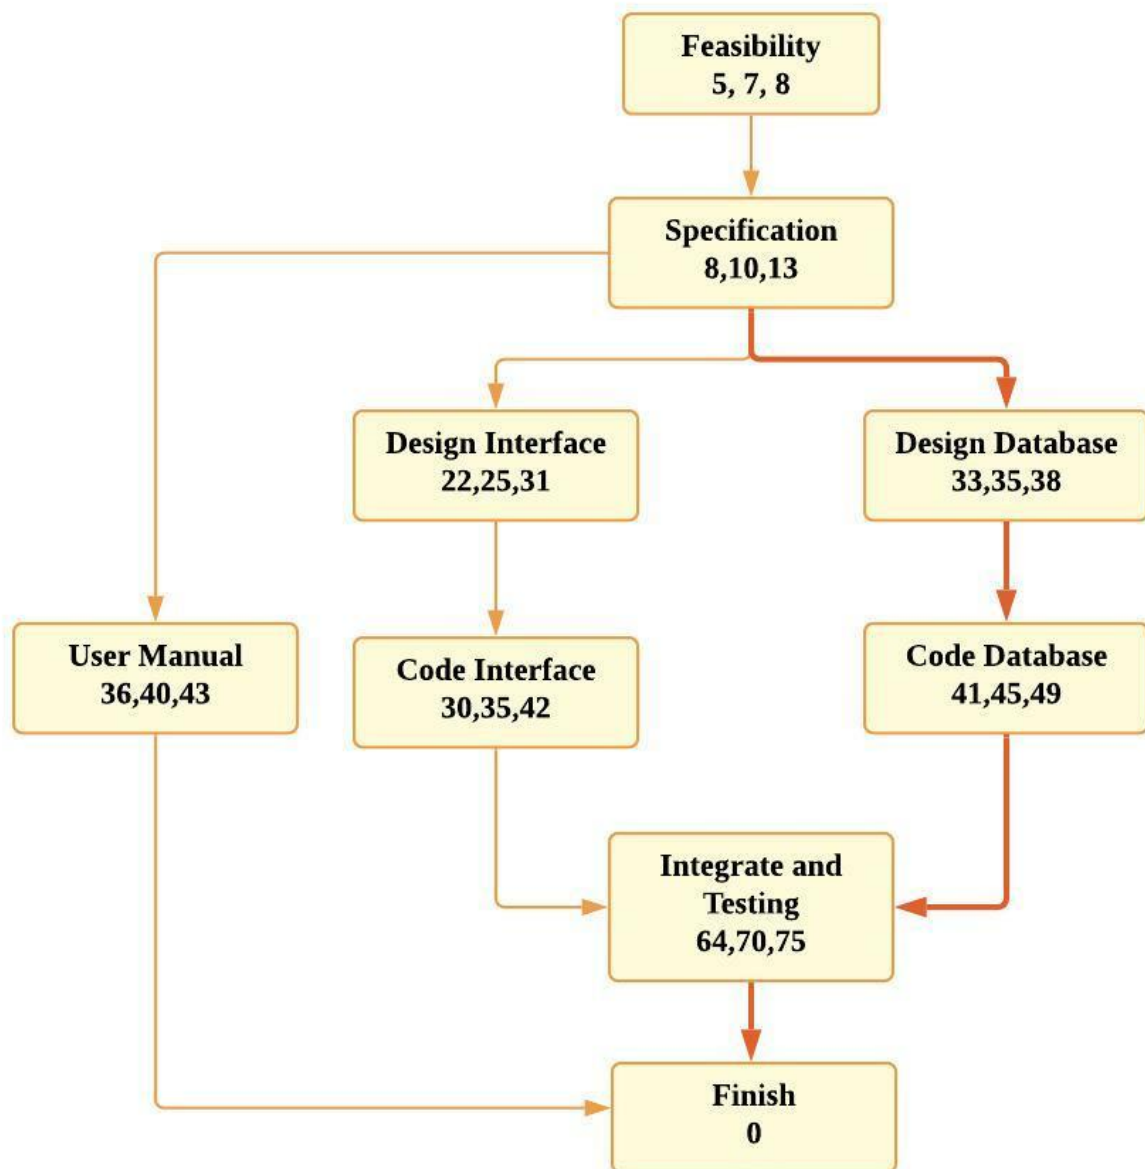 Feasibility
5, 7, 8
Specification
8,10,13
Design Interface
22,25,31
Design Database
33,35,38
User Manual
36,40,43
Code Interface
30,35,42
Code Database
41,45,49
Integrate and
Testing
64,70,75
Finish
0